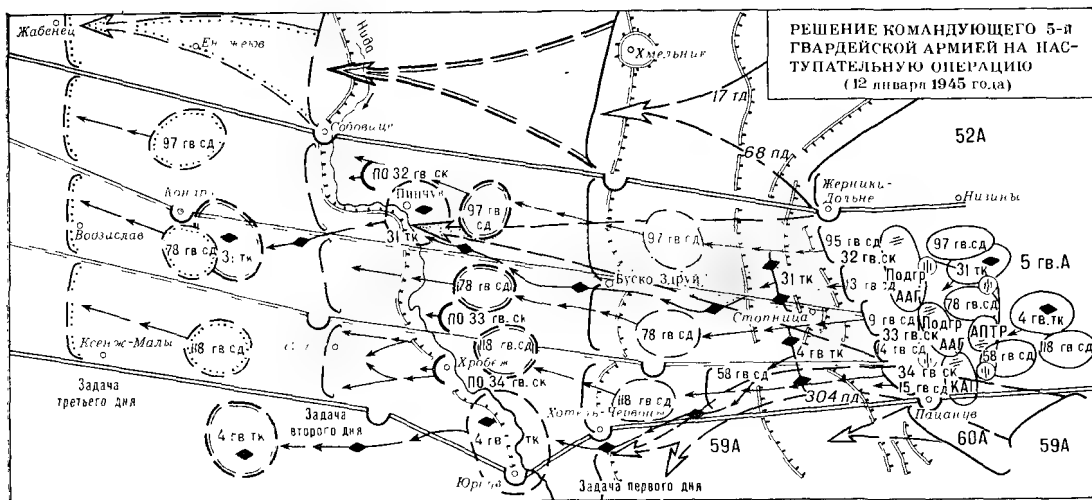 РЕШЕНИЕ КОМАНДУЮЩЕГО 5-й
ГВАРДЕЙСКОЙ АРМИЕЙ НА НАС-
ТУПАТЕЛЬНУЮ ОПЕРАЦИЮ
(12 января 1945 года)
Жабенец
Енжеюв
Нида
Хмельник
17 тд
52А
Собовице
68 пд
97 гв сд
ПО 32 гв. ск
Пинчув
97 гв
сд
Жерники-
Дольне
Низины
Водзислав
78 гв.сд
31 тк
97 гв сд
95 гв сд
32 гв.ск
97 гв.сд
5 гв.А
Подгр
ААГ
31 тк
Буско Здруй
31 тк
13 гв.сд
78 гв.сд
78 гв.сд
Стопница
4 гв.тк
ПО 33 гв. ск
9 гв.сд
33 гв.ск
Подгр
ААГ
АПТР
118 гв.сд
118 гв.сд
78 гв.сд
4 гв тк
14 гв.сд
58 гв.сд
118 гв.сд
Ксенж-Малы
Хробеж
ПО 34 гв. ск
58 гв.сд
34 гв ск
15 гв.сд
КАП
Задача
третьего дня
118 гв.сд
304 пд
Пацанув
Задача
второго дня
Хотель-Червоны
4 гв тк
4 гв тк
59А
60А
59А
Задача первого дня